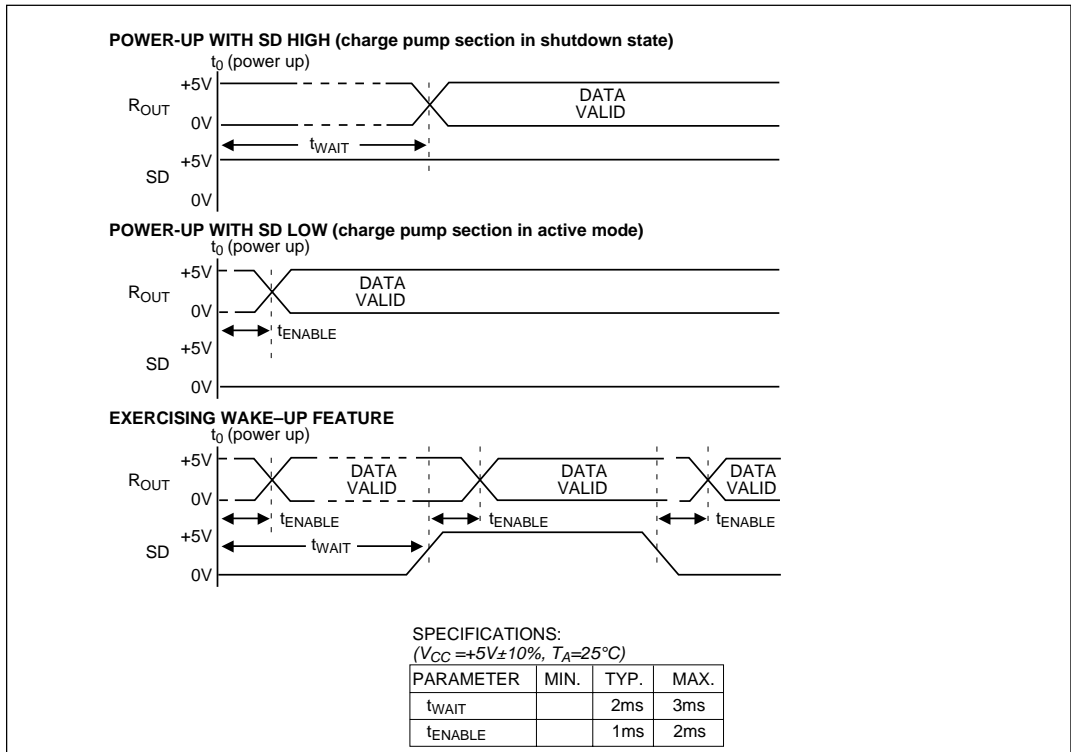 POWER-UP WITH SD HIGH (charge pump section in shutdown state)
t0 (power up)
+5V
ROUT
DATA
VALID
0V
tWAIT
+5V
SD
0V
POWER-UP WITH SD LOW (charge pump section in active mode)
t0 (power up)
+5V
ROUT
DATA
VALID
0V
tENABLE
+5V
SD
0V
EXERCISING WAKE–UP FEATURE
t0 (power up)
+5V
ROUT
DATA
VALID
DATA
VALID
DATA
VALID
0V
tENABLE
tENABLE
tENABLE
+5V
SD
tWAIT
0V
SPECIFICATIONS:
(VCC =+5V±10%, TA=25°C)
PARAMETER MIN. TYP. MAX.
tWAIT 2ms 3ms
tENABLE 1ms 2ms